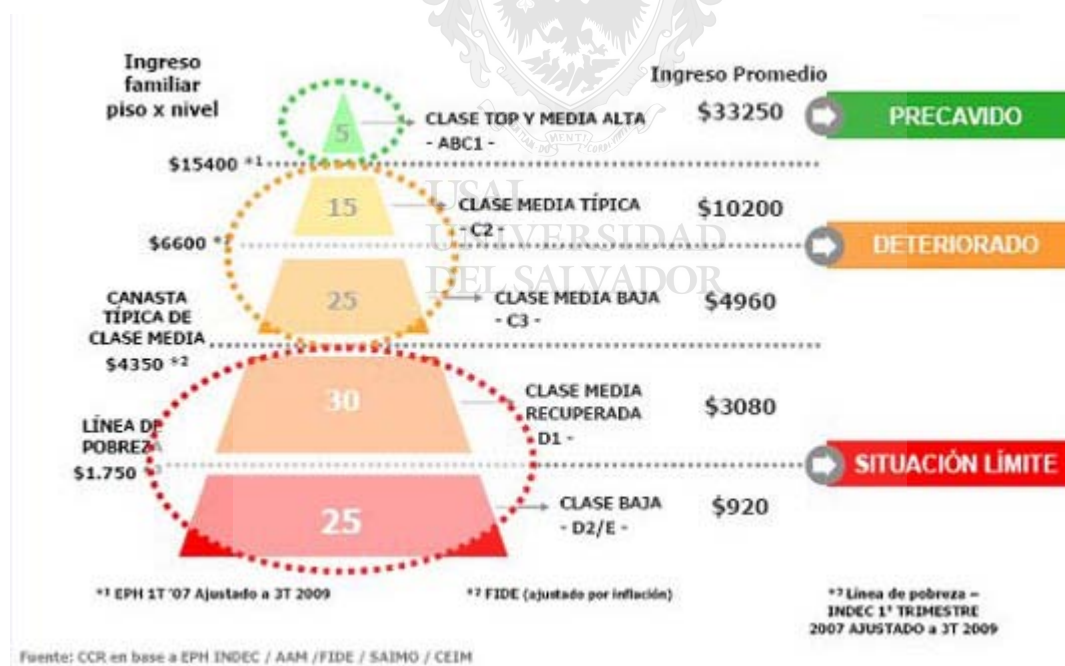 Ingreso
familiar
piso x nivel
Ingreso Promedio
5
CLASE TOP Y MEDIA ALTA
- ABC1 -
$33250
PRECAVIDO
$15400 *1
15
CLASE MEDIA TÍPICA
- C2 -
$10200
USAL
UNIVERSIDAD
DEL SALVADOR
$6600
DETERIORADO
25
CLASE MEDIA BAJA
- C3 -
$4960
CANASTA
TÍPICA DE
CLASE MEDIA
$4350 *2
30
CLASE MEDIA
RECUPERADA
D1 -
$3080
LÍNEA DE
POBREZA
$1.750
SITUACIÓN LÍMITE
25
CLASE BAJA
- D2/E -
$920
*1 EPH 1T '07 Ajustado a 3T 2009
*2 FIDE (ajustado por inflación)
*3 Línea de pobreza –
INDEC 1° TRIMESTRE
2007 AJUSTADO a 3T 2009
Fuente: CCR en base a EPH INDEC / AAM /FIDE / SAIMO / CEIM